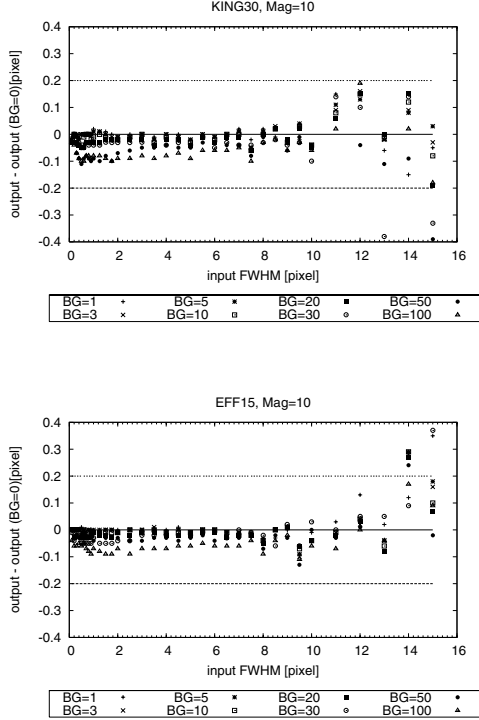 KING30, Mag=10
output - output (BG=0)[pixel]
0.4
0.3
0.2
0.1
0
-0.1
-0.2
-0.3
-0.4
0 2 4 6 8 10 12 14 16
input FWHM [pixel]
BG=1 BG=5 BG=20 BG=50
BG=3 BG=10 BG=30 BG=100
EFF15, Mag=10
output - output (BG=0)[pixel]
0.4
0.3
0.2
0.1
0
-0.1
-0.2
-0.3
-0.4
0 2 4 6 8 10 12 14 16
input FWHM [pixel]
BG=1 BG=5 BG=20 BG=50
BG=3 BG=10 BG=30 BG=100